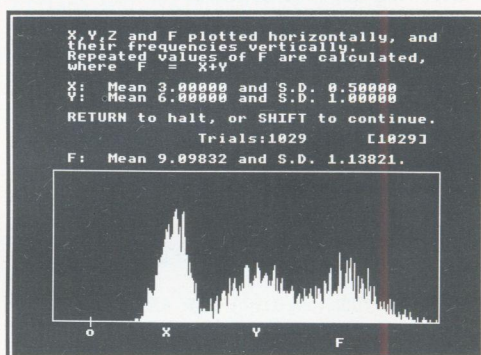 X,Y,Z and F plotted horizontally, and
their frequencies vertically.
Repeated values of F are calculated,
where F = X+Y
X: Mean 3.00000 and S.D. 0.50000
Y: Mean 6.00000 and S.D. 1.00000
RETURN to halt, or SHIFT to continue.
Trials:1029 [1029]
F: Mean 9.09832 and S.D. 1.13821.
0 X Y F